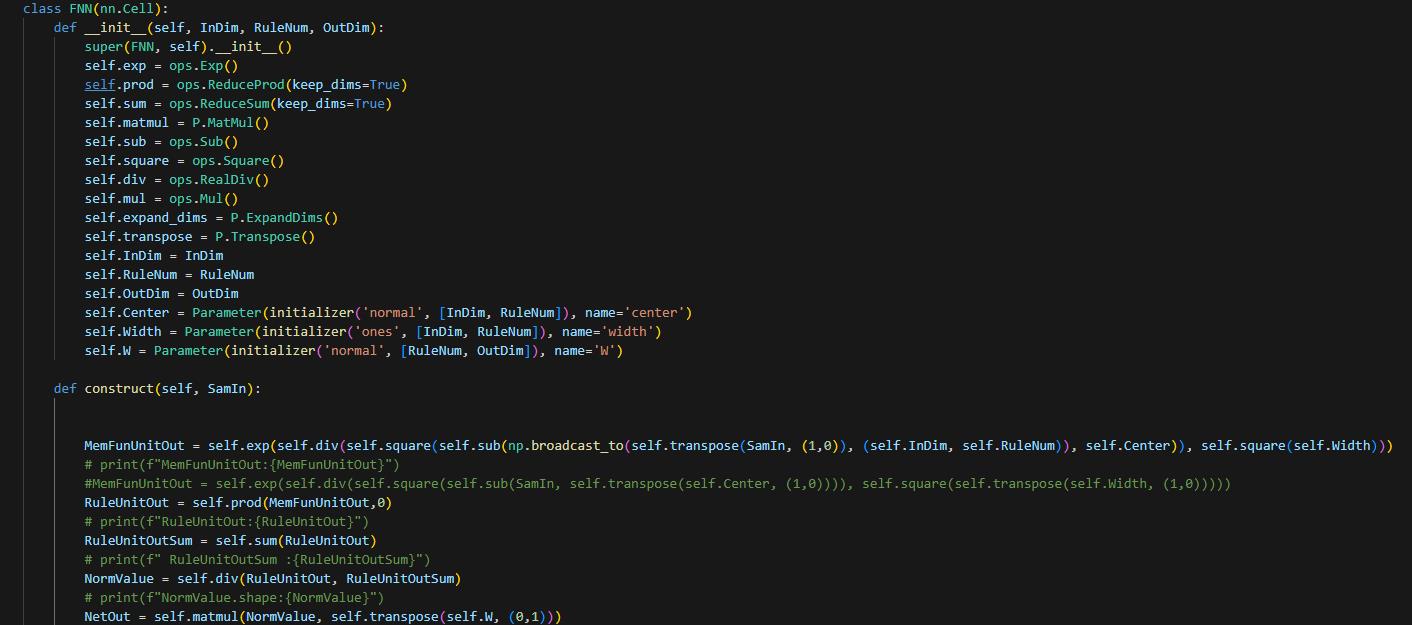 class FNN(nn.Cell):
    def __init__(self, InDim, RuleNum, OutDim):
        super(FNN, self).__init__()
        self.exp = ops.Exp()
        self.prod = ops.ReduceProd(keep_dims=True)
        self.sum = ops.ReduceSum(keep_dims=True)
        self.matmul = P.MatMul()
        self.sub = ops.Sub()
        self.square = ops.Square()
        self.div = ops.RealDiv()
        self.mul = ops.Mul()
        self.expand_dims = P.ExpandDims()
        self.transpose = P.Transpose()
        self.InDim = InDim
        self.RuleNum = RuleNum
        self.OutDim = OutDim
        self.Center = Parameter(initializer('normal', [InDim, RuleNum]), name='center')
        self.Width = Parameter(initializer('ones', [InDim, RuleNum]), name='width')
        self.W = Parameter(initializer('normal', [RuleNum, OutDim]), name='W')
    def construct(self, SamIn):
        MemFunUnitOut = self.exp(self.div(self.square(self.sub(np.broadcast_to(self.transpose(SamIn, (1,0)), (self.InDim, self.RuleNum)), self.Center)), self.square(self.Width)))
        # print(f"MemFunUnitOut:{MemFunUnitOut}")
        #MemFunUnitOut = self.exp(self.div(self.square(self.sub(SamIn, self.transpose(self.Center, (1,0)))), self.square(self.transpose(self.Width, (1,0)))))
        RuleUnitOut = self.prod(MemFunUnitOut,0)
        # print(f"RuleUnitOut:{RuleUnitOut}")
        RuleUnitOutSum = self.sum(RuleUnitOut)
        # print(f" RuleUnitOutSum :{RuleUnitOutSum}")
        NormValue = self.div(RuleUnitOut, RuleUnitOutSum)
        # print(f"NormValue.shape:{NormValue}")
        NetOut = self.matmul(NormValue, self.transpose(self.W, (0,1)))